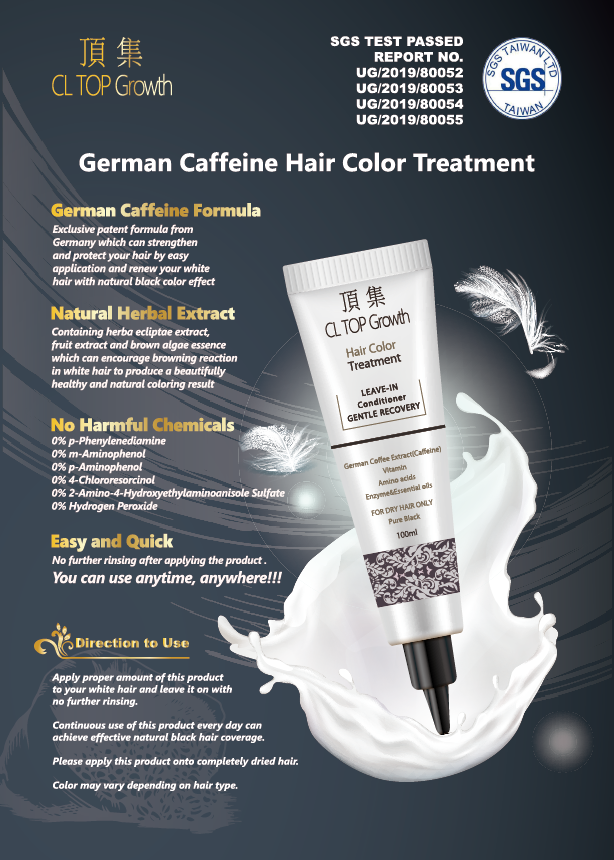 頂集
CL TOP Growth
SGS TEST PASSED
REPORT NO.
UG/2019/80052
UG/2019/80053
UG/2019/80054
UG/2019/80055
SGS TAIWAN LTD
SGS
TAIWAN
German Caffeine Hair Color Treatment
German Caffeine Formula
Exclusive patent formula from
Germany which can strengthen
and protect your hair by easy
application and renew your white
hair with natural black color effect
Natural Herbal Extract
Containing herba ecliptae extract,
fruit extract and brown algae essence
which can encourage browning reaction
in white hair to produce a beautifully
healthy and natural coloring result
No Harmful Chemicals
0% p-Phenylenediamine
0% m-Aminophenol
0% p-Aminophenol
0% 4-Chlororesorcinol
0% 2-Amino-4-Hydroxyethylaminoanisole Sulfate
0% Hydrogen Peroxide
Easy and Quick
No further rinsing after applying the product .
You can use anytime, anywhere!!!
Direction to Use
Apply proper amount of this product
to your white hair and leave it on with
no further rinsing.
Continuous use of this product every day can
achieve effective natural black hair coverage.
Please apply this product onto completely dried hair.
Color may vary depending on hair type.
頂集
CL TOP Growth
Hair Color
Treatment
LEAVE-IN
Conditioner
GENTLE RECOVERY
German Coffee Extract(Caffeine)
Vitamin
Amino acids
Enzyme&Essential oils
FOR DRY HAIR ONLY
Pure Black
100ml